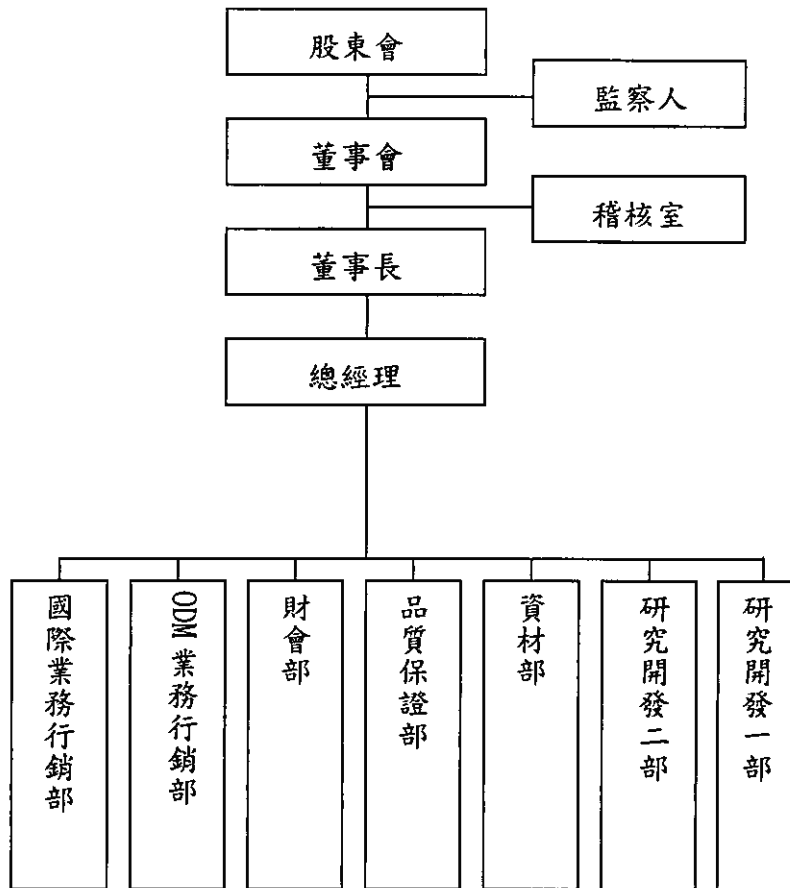 股東會
監察人
董事會
稽核室
董事長
總經理
國際業務行銷部
ODM 業務行銷部
財會部
品質保證部
資材部
研究開發二部
研究開發一部